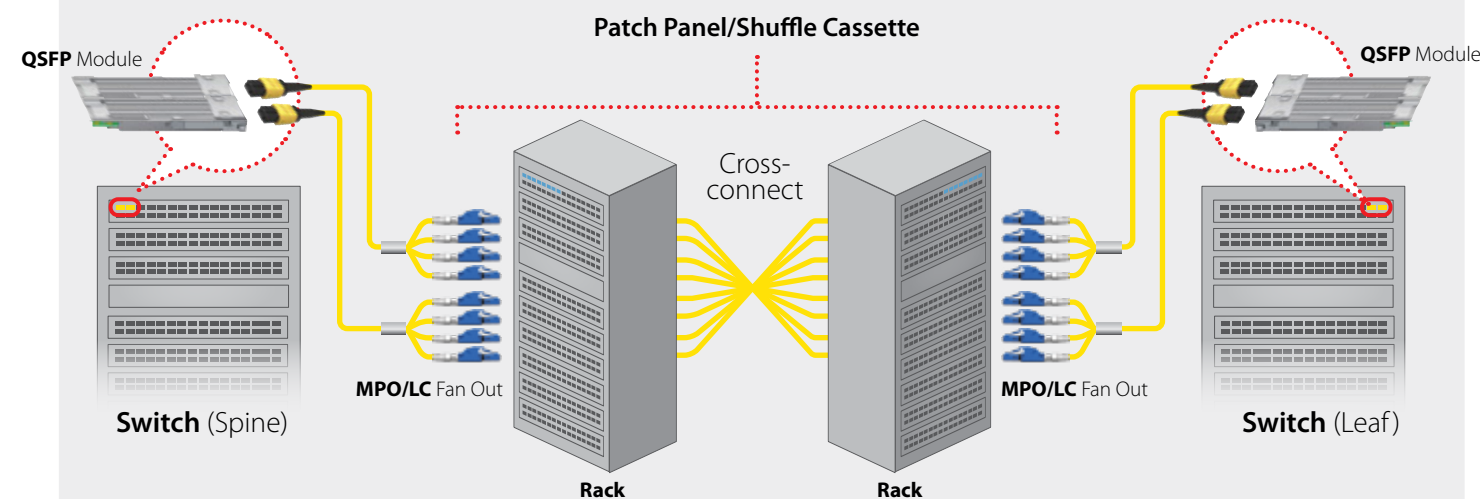 Patch Panel/Shuffle Cassette
QSFP Module
QSFP Module
Cross-
connect
MPO/LC Fan Out
MPO/LC Fan Out
Switch (Spine)
Switch (Leaf)
Rack
Rack